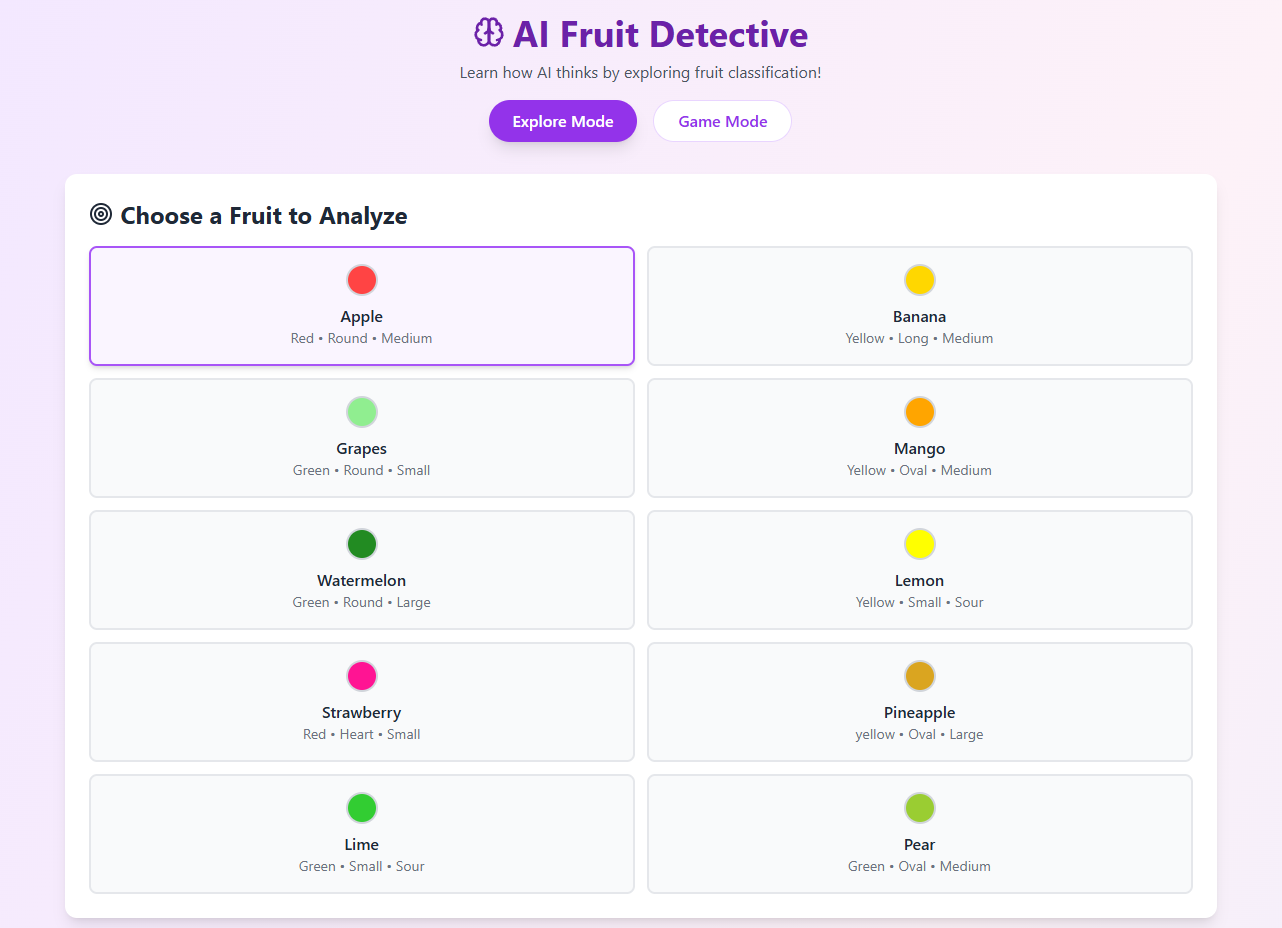 AI Fruit Detective
Learn how AI thinks by exploring fruit classification!
Explore Mode
Game Mode
Choose a Fruit to Analyze
Apple
Red • Round • Medium
Banana
Yellow • Long • Medium
Grapes
Green • Round • Small
Mango
Yellow • Oval • Medium
Watermelon
Green • Round • Large
Lemon
Yellow • Small • Sour
Strawberry
Red • Heart • Small
Pineapple
yellow • Oval • Large
Lime
Green • Small • Sour
Pear
Green • Oval • Medium